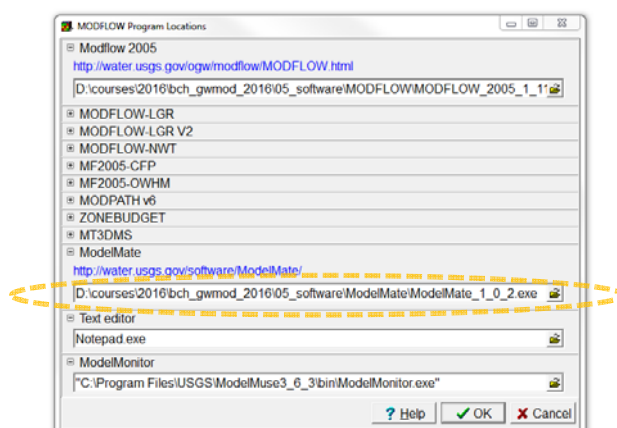 MODFLOW Program Locations
Modflow 2005
http://water.usgs.gov/ogw/modflow/MODFLOW.html
D:\courses\2016\bch_gwmod_2016\05_software\MODFLOW\MODFLOW_2005_1_11
MODFLOW-LGR
MODFLOW-LGR V2
MODFLOW-NWT
MF2005-CFP
MF2005-OWHM
MODPATH v6
ZONEBUDGET
MT3DMS
ModelMate
http://water.usgs.gov/software/ModelMate/
D:\courses\2016\bch_gwmod_2016\05_software\ModelMate\ModelMate_1_0_2.exe
Text editor
Notepad.exe
ModelMonitor
"C:\Program Files\USGS\ModelMuse3_6_3\bin\ModelMonitor.exe"
? Help OK Cancel